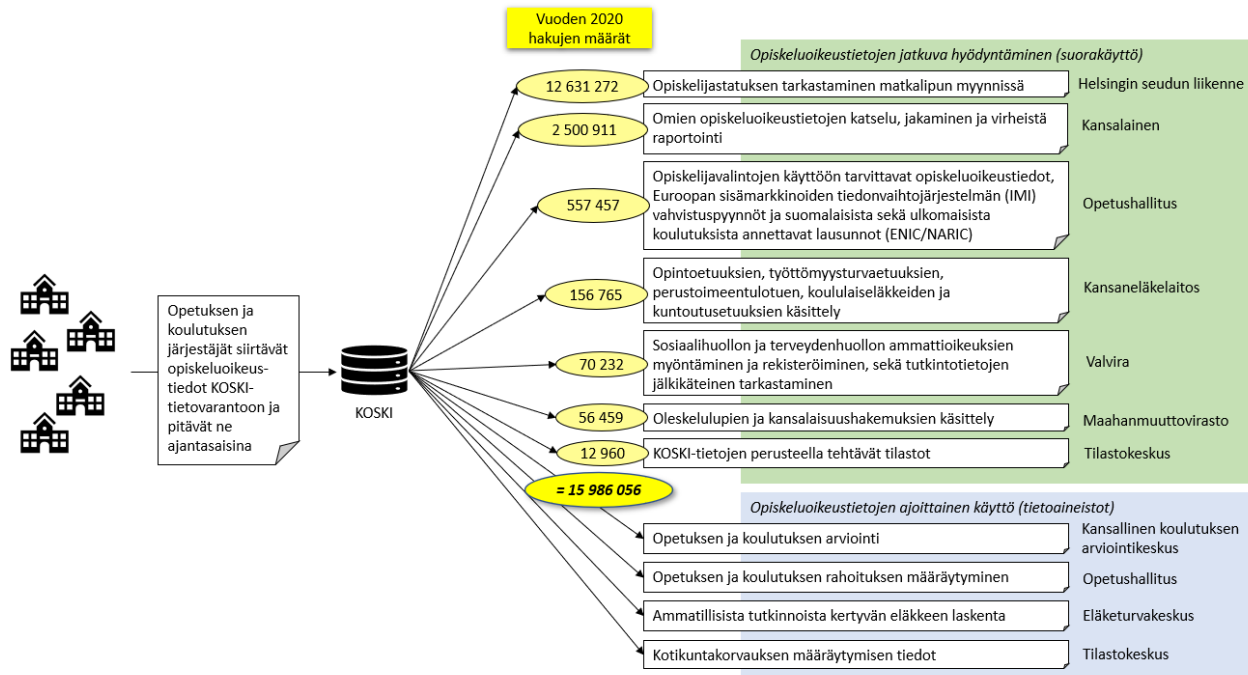 Vuoden 2020
hakujen määrät
Opiskeluoikeustietojen jatkuva hyödyntäminen (suorakäyttö)
12 631 272
Opiskelijastatuksen tarkastaminen matkalipun myynnissä
Helsingin seudun liikenne
2 500 911
Omien opiskeluoikeustietojen katselu, jakaminen ja virheistä
raportointi
Kansalainen
557 457
Opiskelijavalintojen käyttöön tarvittavat opiskeluoikeustiedot,
Euroopan sisämarkkinoiden tiedonvaihtojärjestelmän (IMI)
vahvistuspyynnöt ja suomalaisista sekä ulkomaisista
koulutuksista annettavat lausunnot (ENIC/NARIC)
Opetushallitus
156 765
Opintoetuuksien, työttömyysturvaetuuksien,
perustoimeentulotuen, koululaiseläkkeiden ja
kuntoutusetuuksien käsittely
Kansaneläkelaitos
Opetuksen ja
koulutuksen
järjestäjät siirtävät
opiskeluoikeus-
tiedot KOSKI-
tietovarantoon ja
pitävät ne
ajantasaisina
KOSKI
70 232
Sosiaalihuollon ja terveydenhuollon ammattioikeuksien
myöntäminen ja rekisteröiminen, sekä tutkintotietojen
jälkikäteinen tarkastaminen
Valvira
56 459
Oleskelulupien ja kansalaisuushakemuksien käsittely
Maahanmuuttovirasto
12 960
KOSKI-tietojen perusteella tehtävät tilastot
Tilastokeskus
= 15 986 056
Opiskeluoikeustietojen ajoittainen käyttö (tietoaineistot)
Opetuksen ja koulutuksen arviointi
Kansallinen koulutuksen
arviointikeskus
Opetuksen ja koulutuksen rahoituksen määräytyminen
Opetushallitus
Ammatillisista tutkinnoista kertyvän eläkkeen laskenta
Eläketurvakeskus
Kotikuntakorvauksen määräytymisen tiedot
Tilastokeskus